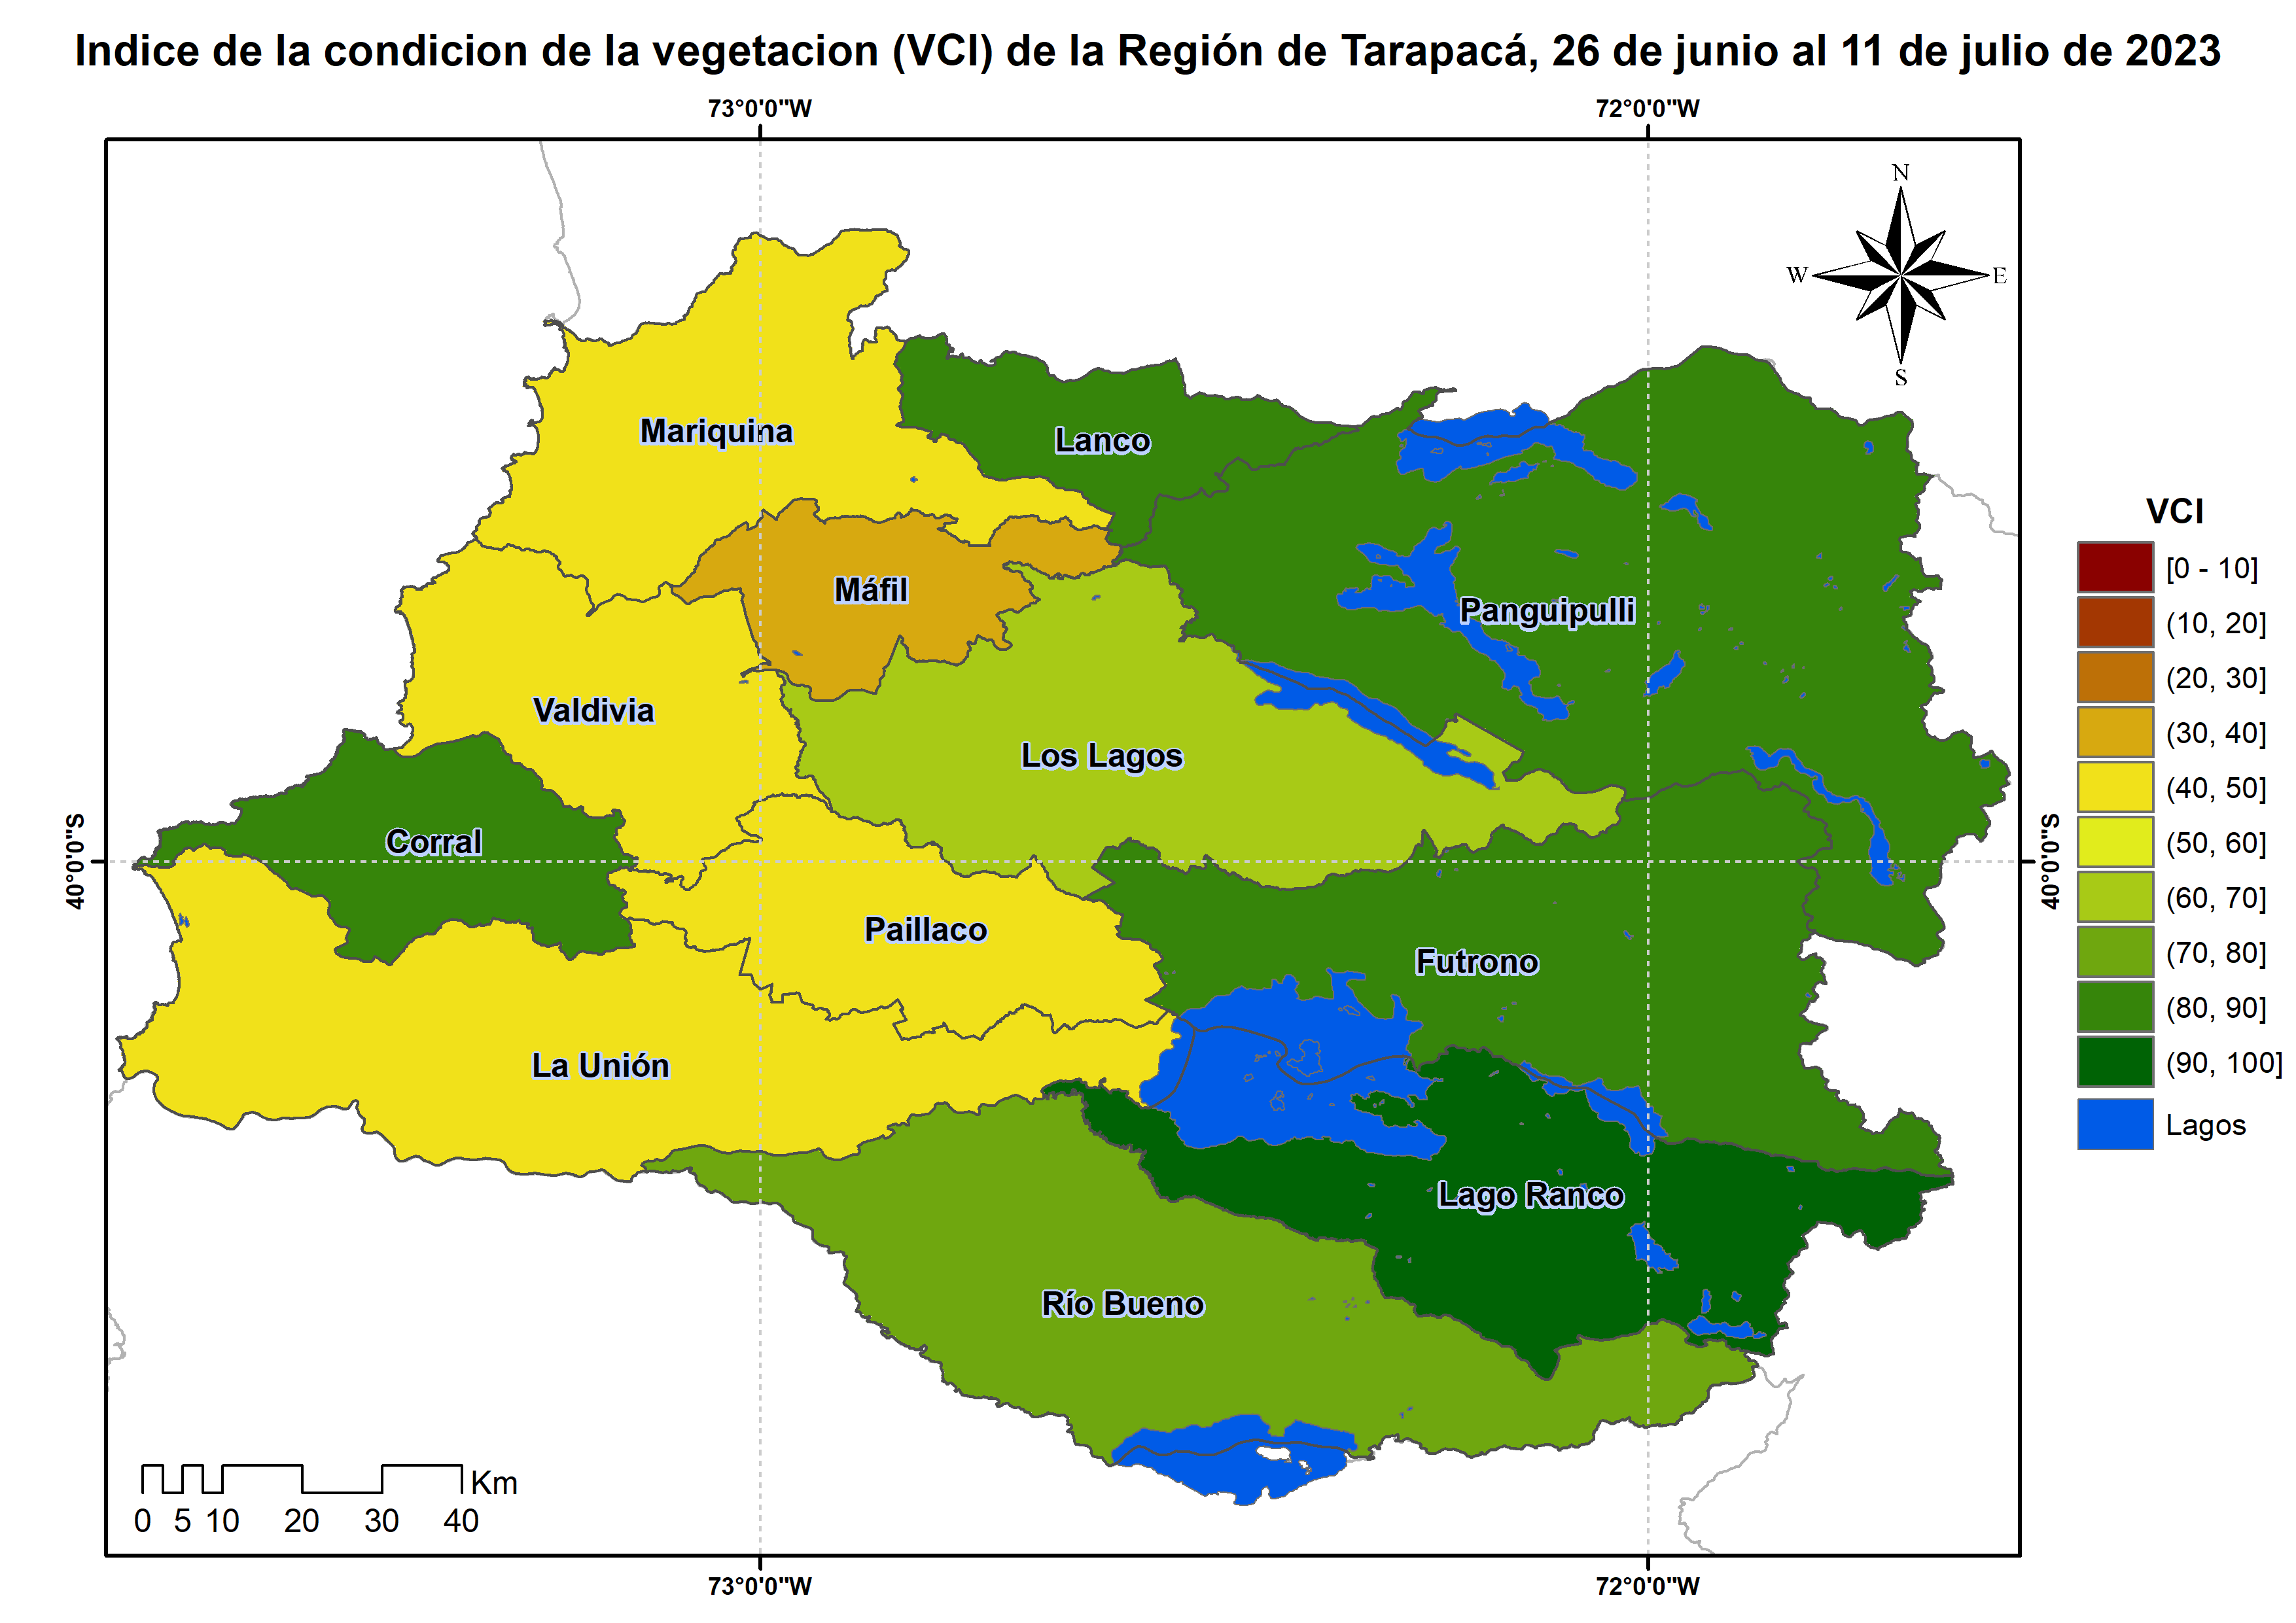 Indice de la condicion de la vegetacion (VCI) de la Región de Tarapacá, 26 de junio al 11 de julio de 2023
73°0'0"W 72°0'0"W
N
W E
S
Mariquina
Lanco
VCI
[0 - 10]
Máfil
Panguipulli
(10, 20]
(20, 30]
Valdivia
(30, 40]
Los Lagos
(40, 50]
Corral
(50, 60]
40°0'0"S
40°0'0"S
(60, 70]
Paillaco
Futrono
(70, 80]
(80, 90]
La Unión
(90, 100]
Lagos
Lago Ranco
Río Bueno
Km
0 5 10 20 30 40
73°0'0"W 72°0'0"W